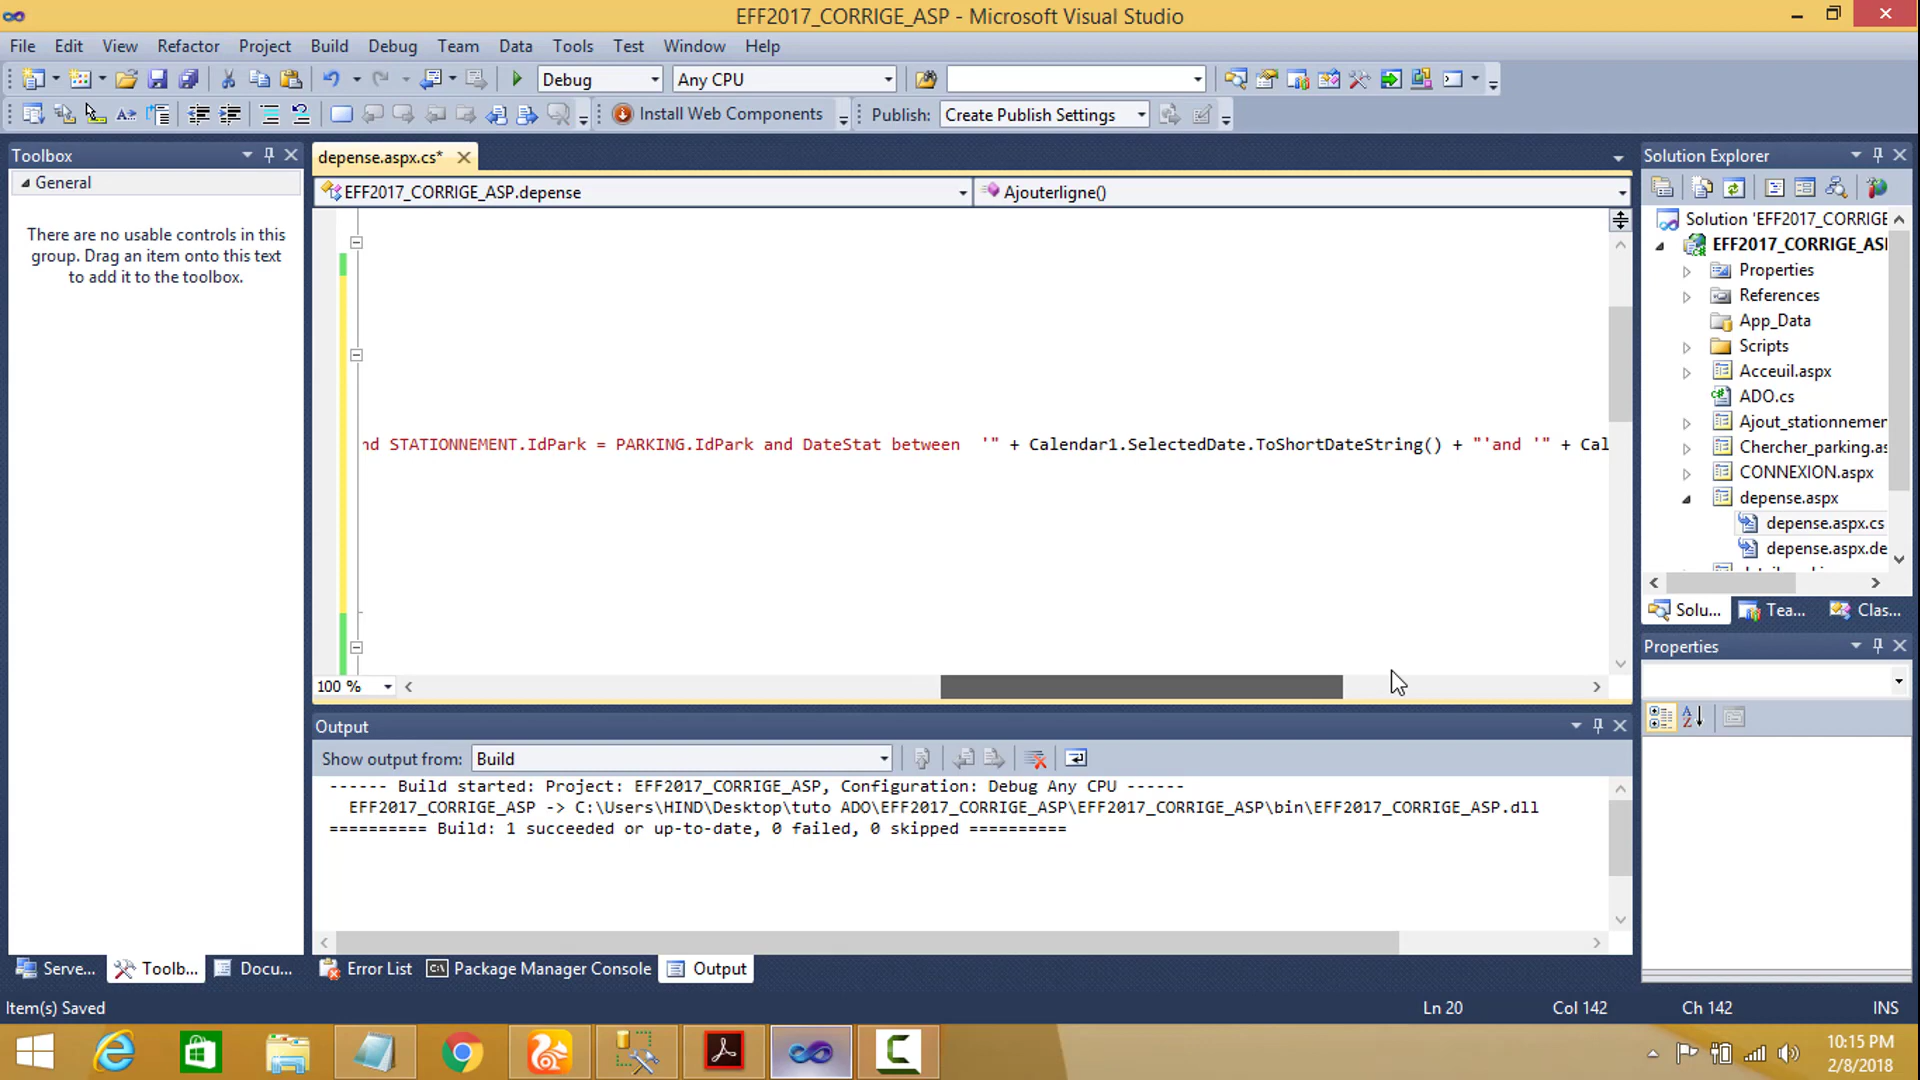 EFF2017_CORRIGE_ASP - Microsoft Visual Studio
File Edit View Refactor Project Build Debug Team Data Tools Test Window Help
Debug Any CPU
Install Web Components Publish: Create Publish Settings
Toolbox
General
There are no usable controls in this
group. Drag an item onto this text
to add it to the toolbox.
depense.aspx.cs*
EFF2017_CORRIGE_ASP.depense Ajouterligne()
nd STATIONNEMENT.IdPark = PARKING.IdPark and DateStat between '" + Calendar1.SelectedDate.ToShortDateString() + "'and '" + Cal
100 %
Output
Show output from: Build
------ Build started: Project: EFF2017_CORRIGE_ASP, Configuration: Debug Any CPU ------
EFF2017_CORRIGE_ASP -> C:\Users\HIND\Desktop\tuto ADO\EFF2017_CORRIGE_ASP\EFF2017_CORRIGE_ASP\bin\EFF2017_CORRIGE_ASP.dll
========== Build: 1 succeeded or up-to-date, 0 failed, 0 skipped ==========
Solution Explorer
Solution 'EFF2017_CORRIGE
EFF2017_CORRIGE_ASI
Properties
References
App_Data
Scripts
Acceuil.aspx
ADO.cs
Ajout_stationnemen
Chercher_parking.as
CONNEXION.aspx
depense.aspx
depense.aspx.cs
depense.aspx.de
Solu... Tea... Clas...
Properties
Serve... Toolb... Docu... Error List Package Manager Console Output
Item(s) Saved Ln 20 Col 142 Ch 142 INS
10:15 PM
2/8/2018